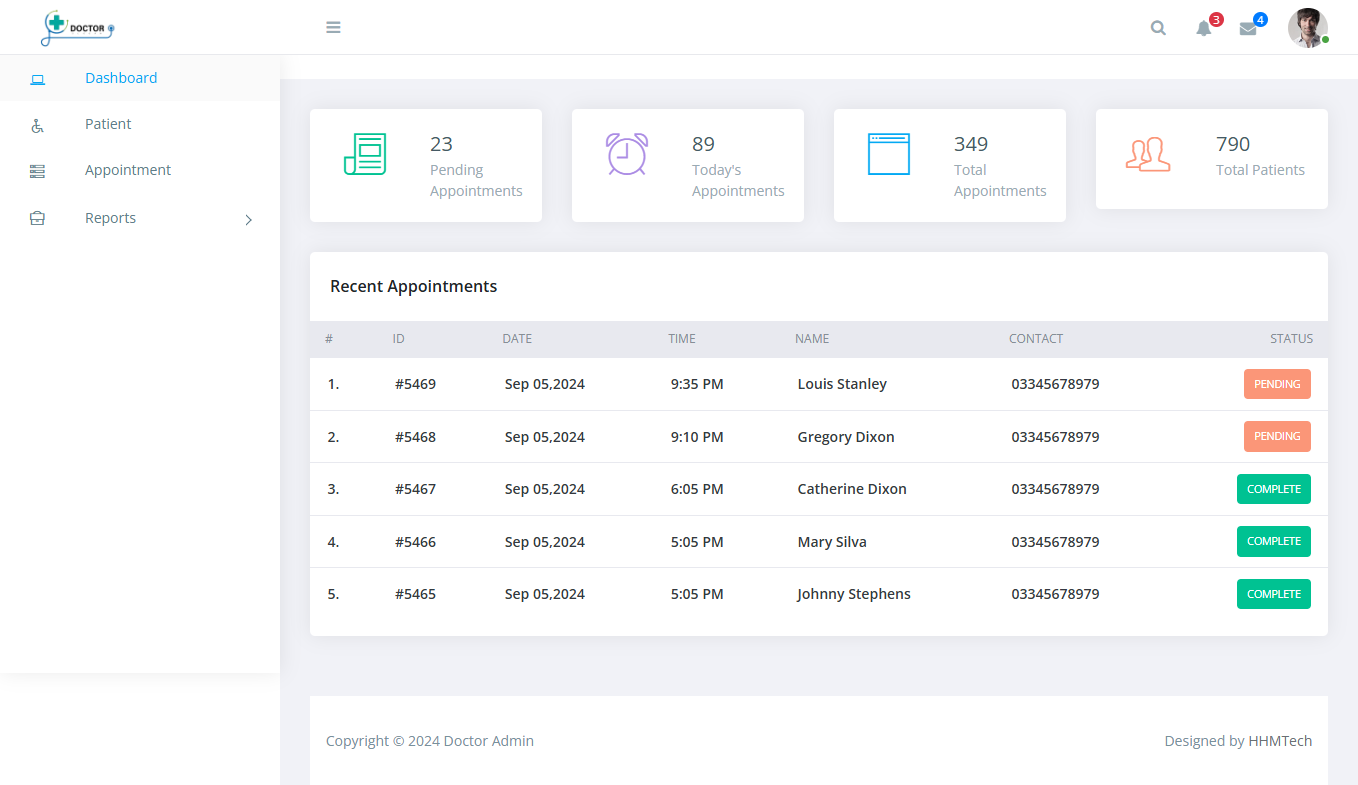 DOCTOR
3
4
Dashboard
Patient
Appointment
Reports
23
Pending
Appointments
89
Today's
Appointments
349
Total
Appointments
790
Total Patients
Recent Appointments
# ID DATE TIME NAME CONTACT STATUS
1. #5469 Sep 05,2024 9:35 PM Louis Stanley 03345678979 PENDING
2. #5468 Sep 05,2024 9:10 PM Gregory Dixon 03345678979 PENDING
3. #5467 Sep 05,2024 6:05 PM Catherine Dixon 03345678979 COMPLETE
4. #5466 Sep 05,2024 5:05 PM Mary Silva 03345678979 COMPLETE
5. #5465 Sep 05,2024 5:05 PM Johnny Stephens 03345678979 COMPLETE
Copyright © 2024 Doctor Admin
Designed by HHMTech